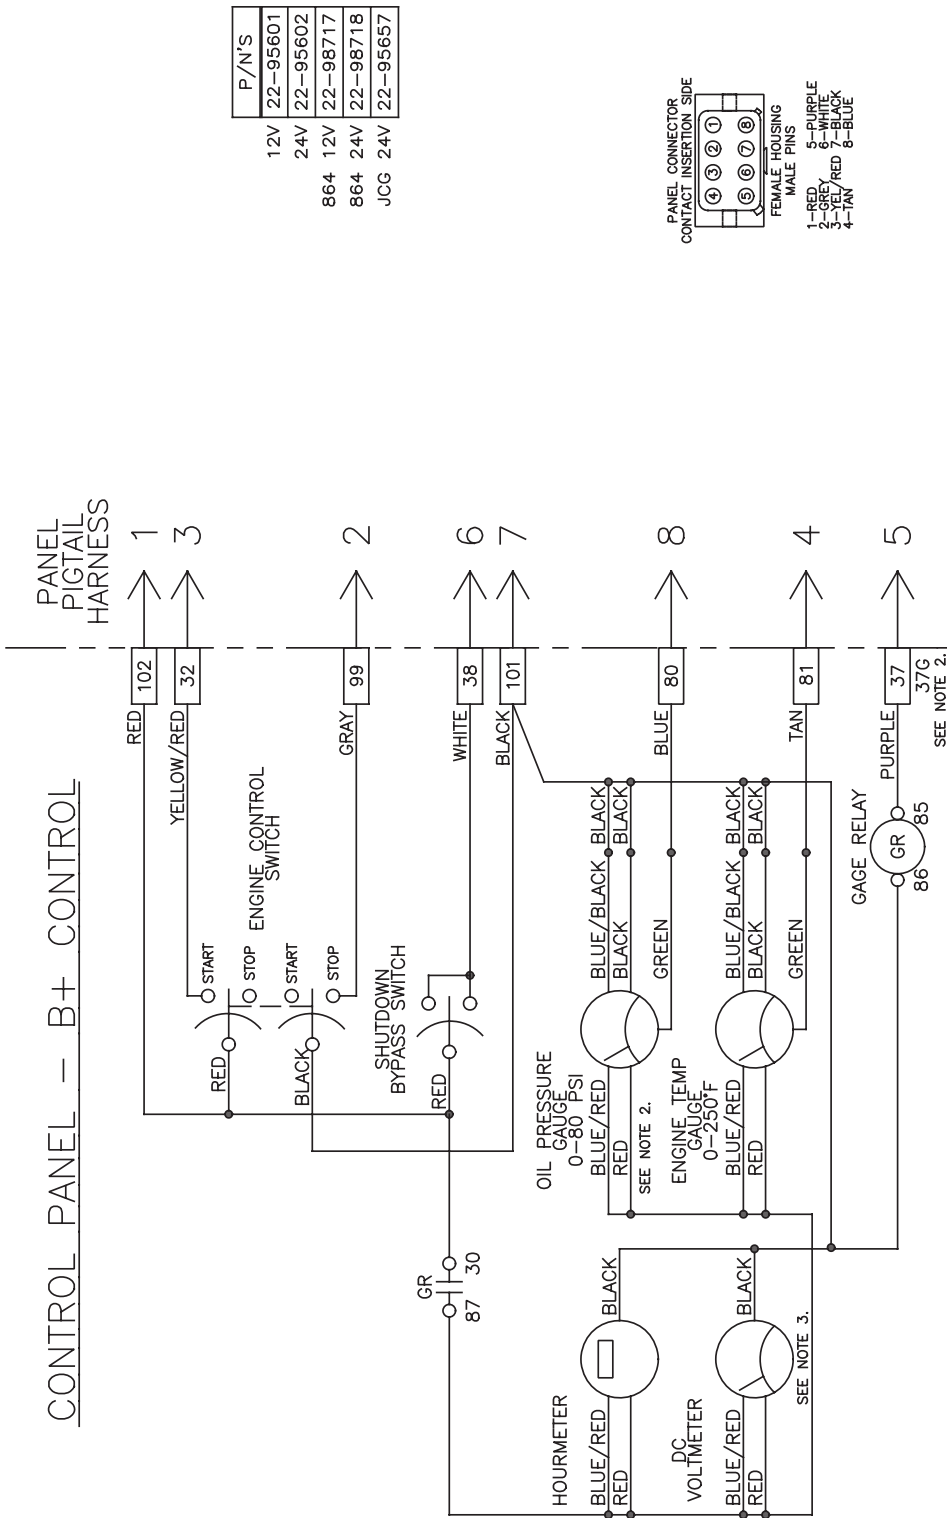 CONTROL PANEL - B+ CONTROL
PANEL
PIGTAIL
HARNESS
1
3
2
6
7
8
4
5
102
32
99
38
101
80
81
37
37G
SEE NOTE 2.
RED
YELLOW/RED
GRAY
WHITE
BLACK
BLUE
TAN
PURPLE
ENGINE CONTROL
SWITCH
START
STOP
START
STOP
RED
BLACK
SHUTDOWN
BYPASS SWITCH
RED
GR
87
30
OIL PRESSURE
GAUGE
0-80 PSI
BLUE/RED
RED
SEE NOTE 2.
BLUE/BLACK
BLACK
BLACK
BLACK
GREEN
ENGINE TEMP
GAUGE
0-250°F
BLUE/RED
RED
BLUE/BLACK
BLACK
BLACK
BLACK
GREEN
GAGE RELAY
86
GR
85
HOURMETER
BLUE/RED
RED
BLACK
DC
VOLTMETER
BLUE/RED
RED
BLACK
SEE NOTE 3.
P/N'S
12V 22-95601
24V 22-95602
864 12V 22-98717
864 24V 22-98718
JCG 24V 22-95657
PANEL CONNECTOR
CONTACT INSERTION SIDE
4 3 2 1
5 6 7 8
FEMALE HOUSING
MALE PINS
1-RED 5-PURPLE
2-GREY 6-WHITE
3-YEL/RED 7-BLACK
4-TAN 8-BLUE